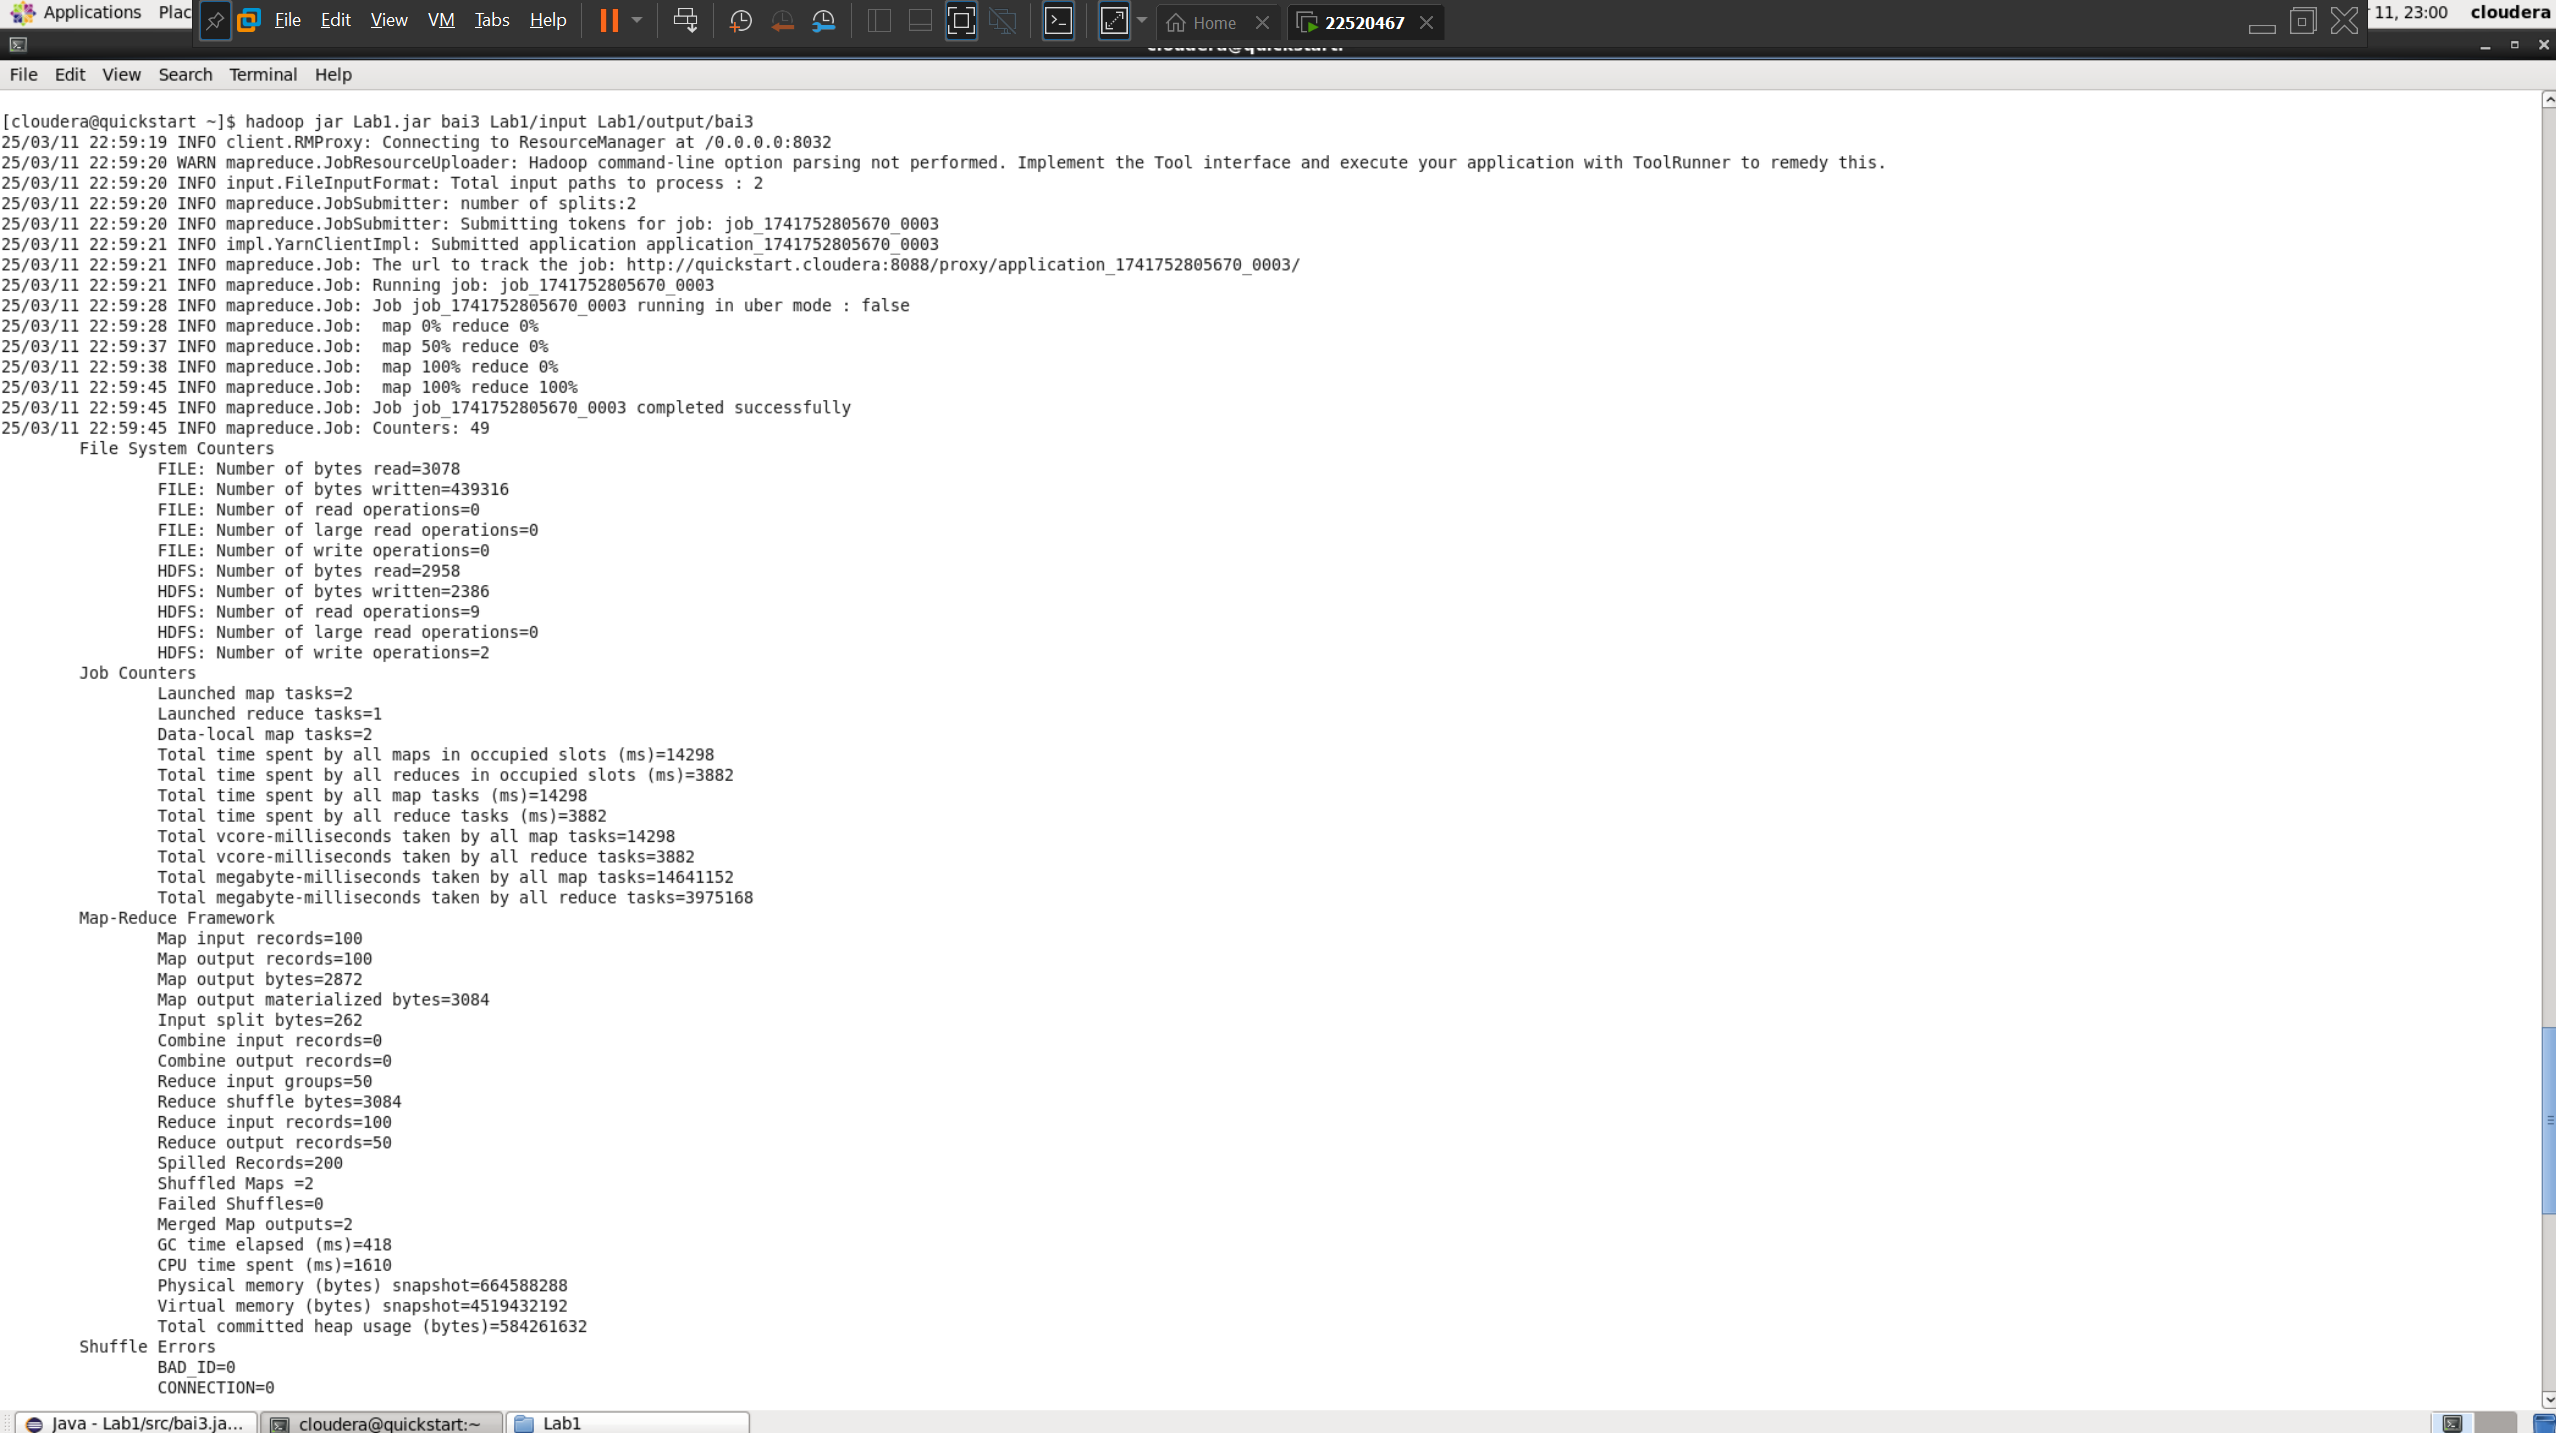 Applications Plac File Edit View VM Tabs Help Home 22520467 11, 23:00 cloudera
File Edit View Search Terminal Help
[cloudera@quickstart ~]$ hadoop jar Lab1.jar bai3 Lab1/input Lab1/output/bai3
25/03/11 22:59:19 INFO client.RMProxy: Connecting to ResourceManager at /0.0.0.0:8032
25/03/11 22:59:20 WARN mapreduce.JobResourceUploader: Hadoop command-line option parsing not performed. Implement the Tool interface and execute your application with ToolRunner to remedy this.
25/03/11 22:59:20 INFO input.FileInputFormat: Total input paths to process : 2
25/03/11 22:59:20 INFO mapreduce.JobSubmitter: number of splits:2
25/03/11 22:59:20 INFO mapreduce.JobSubmitter: Submitting tokens for job: job_1741752805670_0003
25/03/11 22:59:21 INFO impl.YarnClientImpl: Submitted application application_1741752805670_0003
25/03/11 22:59:21 INFO mapreduce.Job: The url to track the job: http://quickstart.cloudera:8088/proxy/application_1741752805670_0003/
25/03/11 22:59:21 INFO mapreduce.Job: Running job: job_1741752805670_0003
25/03/11 22:59:28 INFO mapreduce.Job: Job job_1741752805670_0003 running in uber mode : false
25/03/11 22:59:28 INFO mapreduce.Job:  map 0% reduce 0%
25/03/11 22:59:37 INFO mapreduce.Job:  map 50% reduce 0%
25/03/11 22:59:38 INFO mapreduce.Job:  map 100% reduce 0%
25/03/11 22:59:45 INFO mapreduce.Job:  map 100% reduce 100%
25/03/11 22:59:45 INFO mapreduce.Job: Job job_1741752805670_0003 completed successfully
25/03/11 22:59:45 INFO mapreduce.Job: Counters: 49
File System Counters
FILE: Number of bytes read=3078
FILE: Number of bytes written=439316
FILE: Number of read operations=0
FILE: Number of large read operations=0
FILE: Number of write operations=0
HDFS: Number of bytes read=2958
HDFS: Number of bytes written=2386
HDFS: Number of read operations=9
HDFS: Number of large read operations=0
HDFS: Number of write operations=2
Job Counters
Launched map tasks=2
Launched reduce tasks=1
Data-local map tasks=2
Total time spent by all maps in occupied slots (ms)=14298
Total time spent by all reduces in occupied slots (ms)=3882
Total time spent by all map tasks (ms)=14298
Total time spent by all reduce tasks (ms)=3882
Total vcore-milliseconds taken by all map tasks=14298
Total vcore-milliseconds taken by all reduce tasks=3882
Total megabyte-milliseconds taken by all map tasks=14641152
Total megabyte-milliseconds taken by all reduce tasks=3975168
Map-Reduce Framework
Map input records=100
Map output records=100
Map output bytes=2872
Map output materialized bytes=3084
Input split bytes=262
Combine input records=0
Combine output records=0
Reduce input groups=50
Reduce shuffle bytes=3084
Reduce input records=100
Reduce output records=50
Spilled Records=200
Shuffled Maps =2
Failed Shuffles=0
Merged Map outputs=2
GC time elapsed (ms)=418
CPU time spent (ms)=1610
Physical memory (bytes) snapshot=664588288
Virtual memory (bytes) snapshot=4519432192
Total committed heap usage (bytes)=584261632
Shuffle Errors
BAD_ID=0
CONNECTION=0
Java - Lab1/src/bai3.ja... cloudera@quickstart:~ Lab1